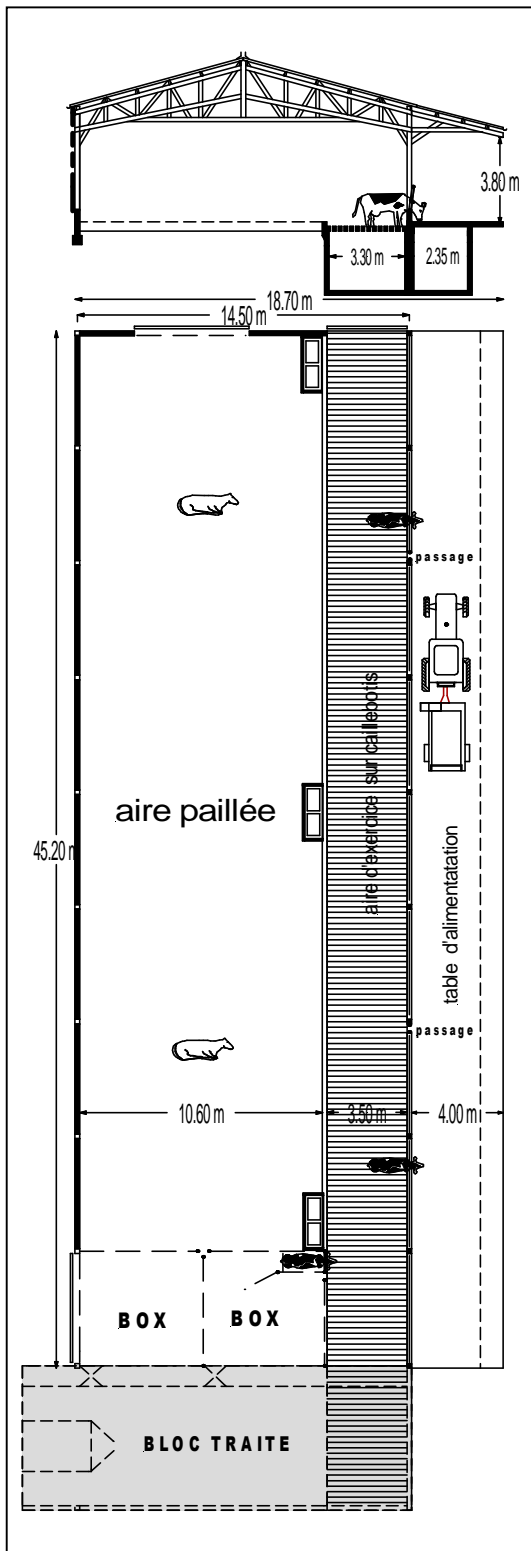 3.80 m
3.30 m
2.35 m
18.70 m
14.50 m
passage
aire d'exercice sur caillebotis
aire paillée
45.20 m
table d'alimentatation
passage
10.60 m
3.50 m
4.00 m
BOX
BOX
BLOC TRAITE